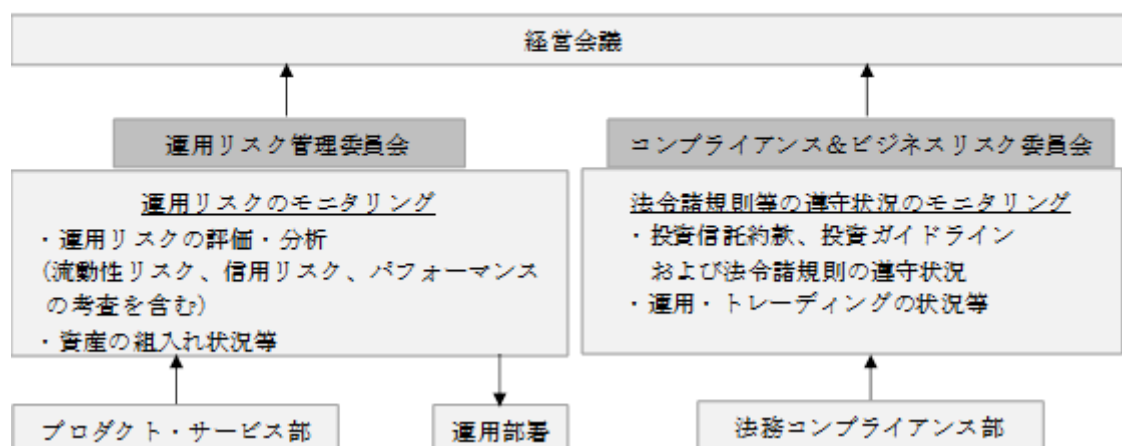 経営会議
運用リスク管理委員会
運用リスクのモニタリング
・運用リスクの評価・分析
(流動性リスク、信用リスク、パフォーマンス
の考査を含む)
・資産の組入れ状況等
コンプライアンス&ビジネスリスク委員会
法令諸規則等の遵守状況のモニタリング
・投資信託約款、投資ガイドライン
および法令諸規則の遵守状況
・運用・トレーディングの状況等
プロダクト・サービス部
運用部署
法務コンプライアンス部